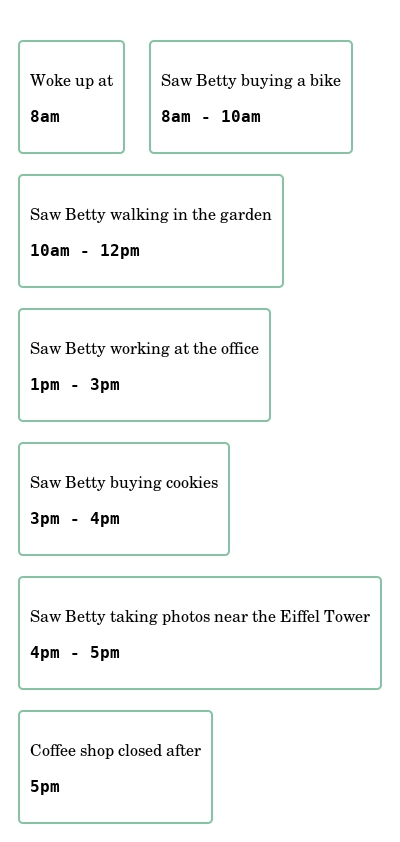 Woke up at
8am
Saw Betty buying a bike
8am - 10am
Saw Betty walking in the garden
10am - 12pm
Saw Betty working at the office
1pm - 3pm
Saw Betty buying cookies
3pm - 4pm
Saw Betty taking photos near the Eiffel Tower
4pm - 5pm
Coffee shop closed after
5pm